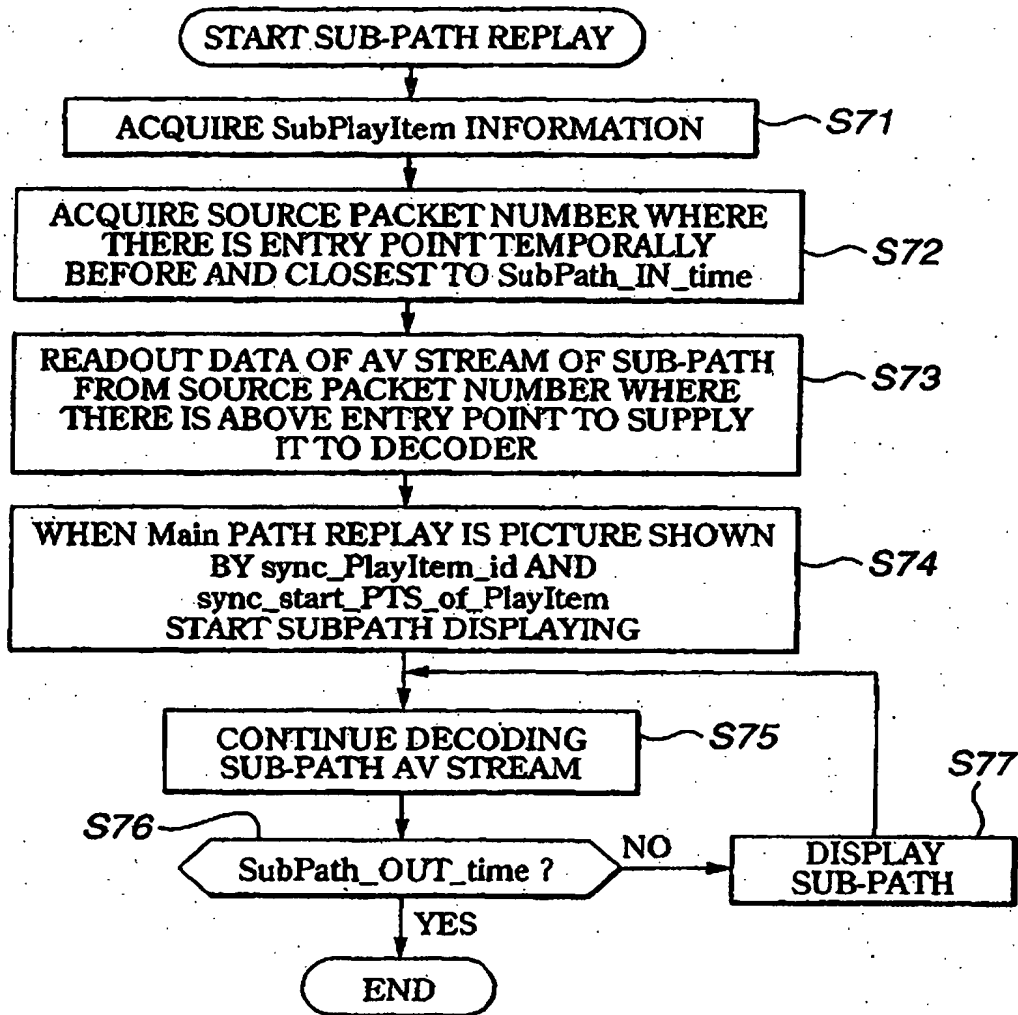 START SUB-PATH REPLAY
ACQUIRE SubPlayItem INFORMATION
S71
ACQUIRE SOURCE PACKET NUMBER WHERE
THERE IS ENTRY POINT TEMPORALLY
BEFORE AND CLOSEST TO SubPath_IN_time
S72
READOUT DATA OF AV STREAM OF SUB-PATH
FROM SOURCE PACKET NUMBER WHERE
THERE IS ABOVE ENTRY POINT TO SUPPLY
IT TO DECODER
S73
WHEN Main PATH REPLAY IS PICTURE SHOWN
BY sync_PlayItem_id AND
sync_start_PTS_of_PlayItem
START SUBPATH DISPLAYING
S74
CONTINUE DECODING
SUB-PATH AV STREAM
S75
S76
SubPath_OUT_time ?
NO
S77
DISPLAY
SUB-PATH
YES
END